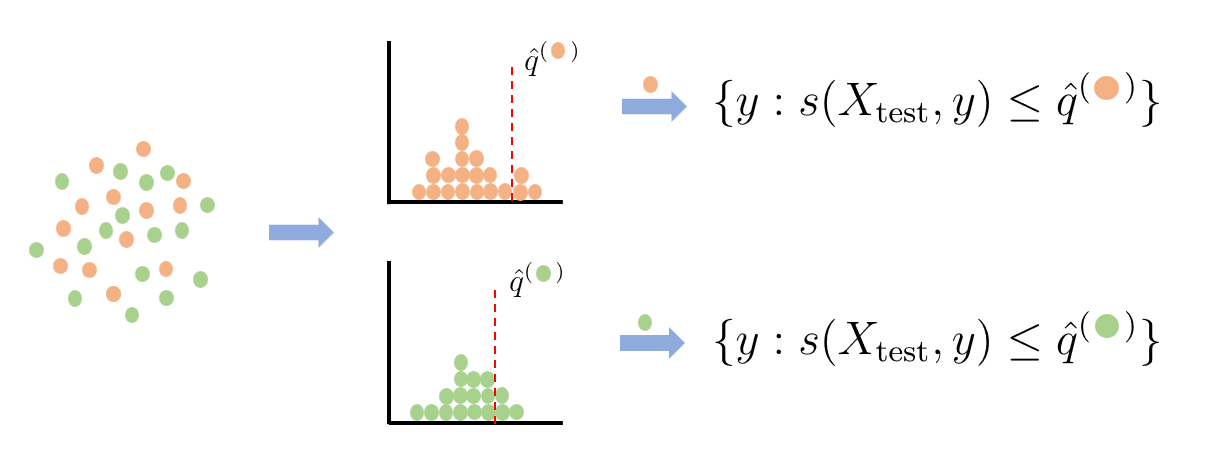 q̂^( )
{y : s(X_test, y) ≤ q̂^( )}
q̂^( )
{y : s(X_test, y) ≤ q̂^( )}